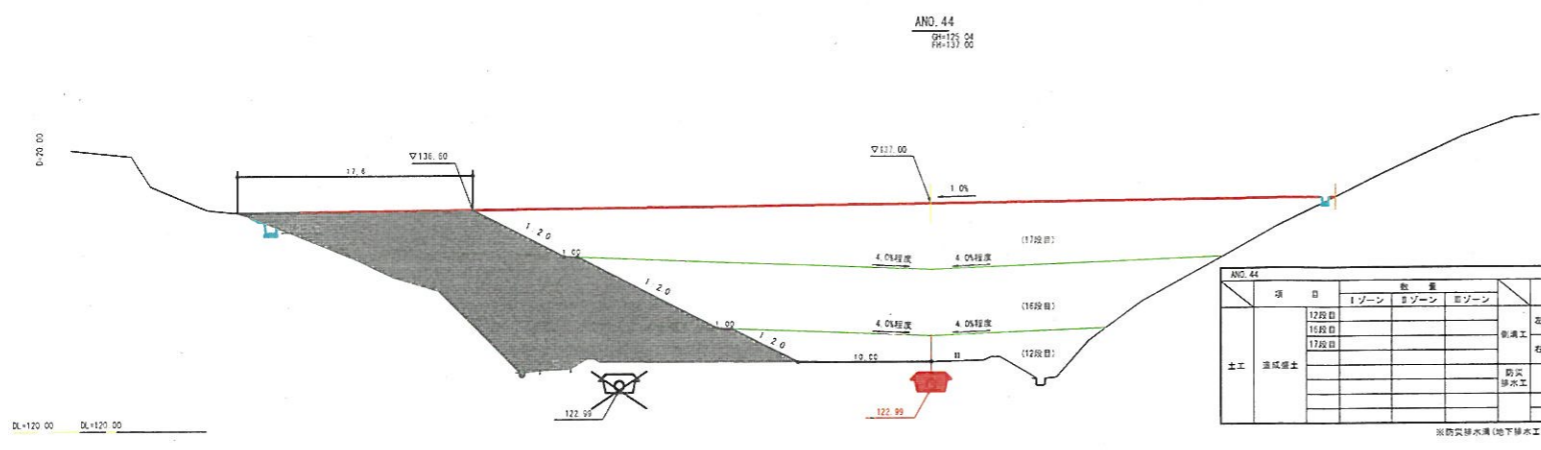 ANO. 44
GH=125.04
FH=137.00
D=20.00
17.6
▽136.60
▽137.00
1.0%
1:2.0
1.00
(17段目)
4.0%程度
4.0%程度
1:2.0
1.00
(16段目)
4.0%程度
4.0%程度
1:2.0
10.00
(12段目)
122.99
122.99
DL=120.00
DL=120.00
ANO. 44
項 目
数 量
Ⅰゾーン
Ⅱゾーン
Ⅲゾーン
土工
造成盛土
12段目
16段目
17段目
側溝工
左
右
防災
排水工
※防災排水溝(地下排水工